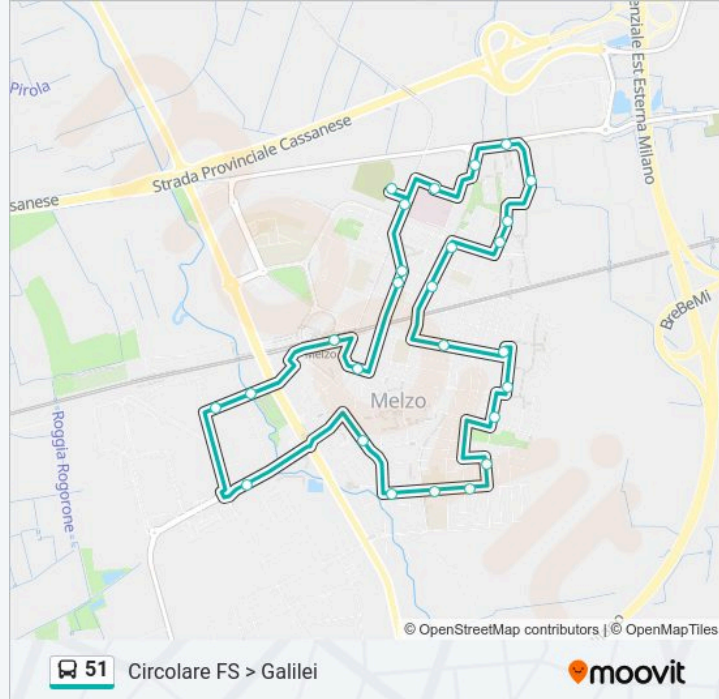 Pirola
Strada Provinciale Cassanese
sanese
enziale Est Esterna Milano
BreBeMi
Melzo
Melzo
Roggia Rogorone
© OpenStreetMap contributors | © OpenMapTiles
51 Circolare FS > Galilei
moovit